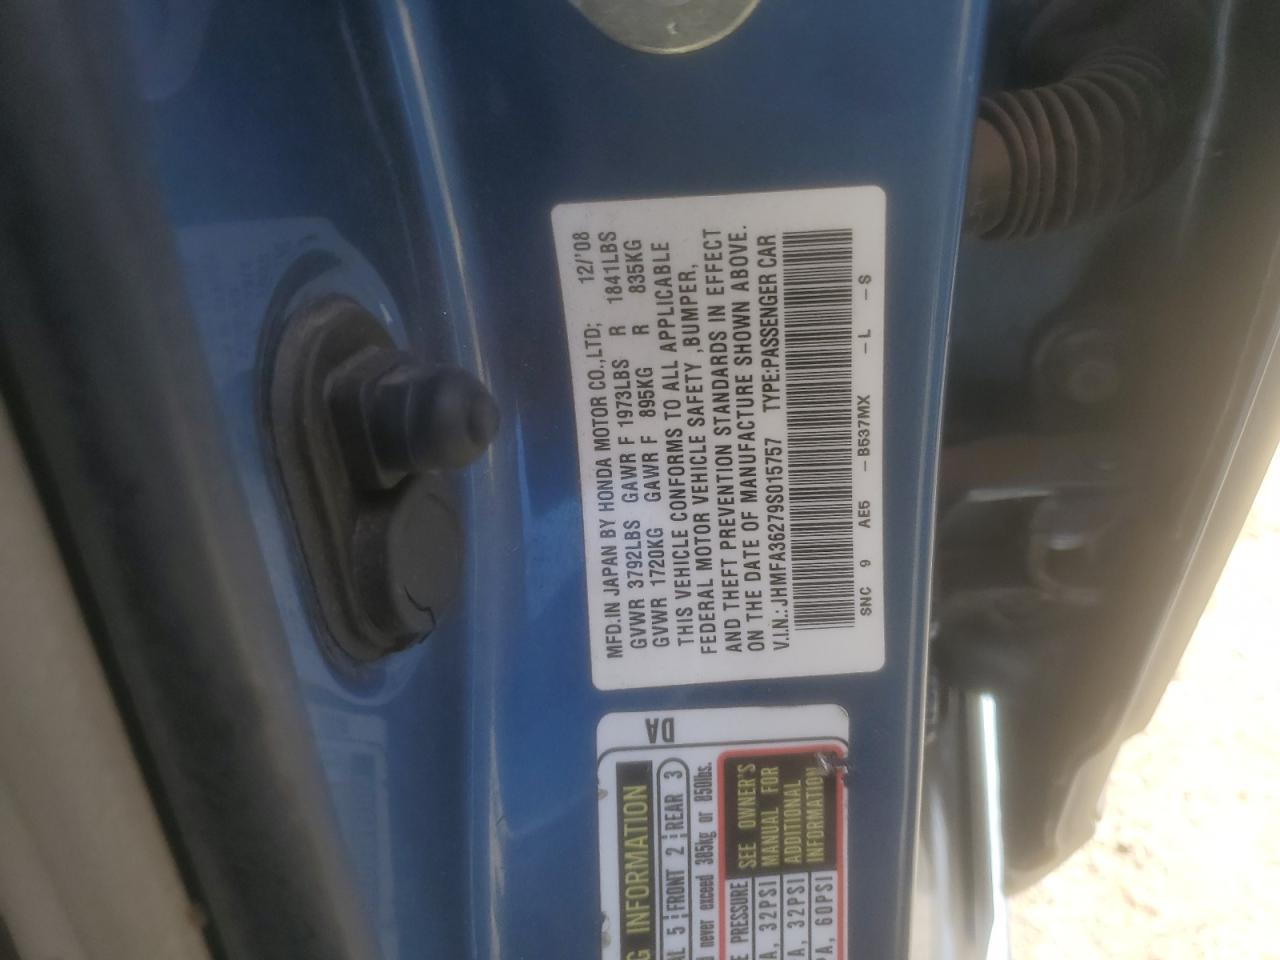 MFD.IN JAPAN BY HONDA MOTOR CO.,LTD; 12/'08
GVWR 3792LBS GAWR F 1973LBS R 1841LBS
GVWR 1720KG GAWR F 895KG R 835KG
THIS VEHICLE CONFORMS TO ALL APPLICABLE
FEDERAL MOTOR VEHICLE SAFETY ,BUMPER,
AND THEFT PREVENTION STANDARDS IN EFFECT
ON THE DATE OF MANUFACTURE SHOWN ABOVE.
V.I.N.: JHMFA36279S015757 TYPE:PASSENGER CAR
SNC 9 AE5 - B537MX - L - S
DA
G INFORMATION
AL 5 FRONT 2 REAR 3
d never exceed 385kg or 850lbs.
E PRESSURE SEE OWNER'S
A, 32PSI MANUAL FOR
A, 32PSI ADDITIONAL
PA, 60PSI INFORMATION